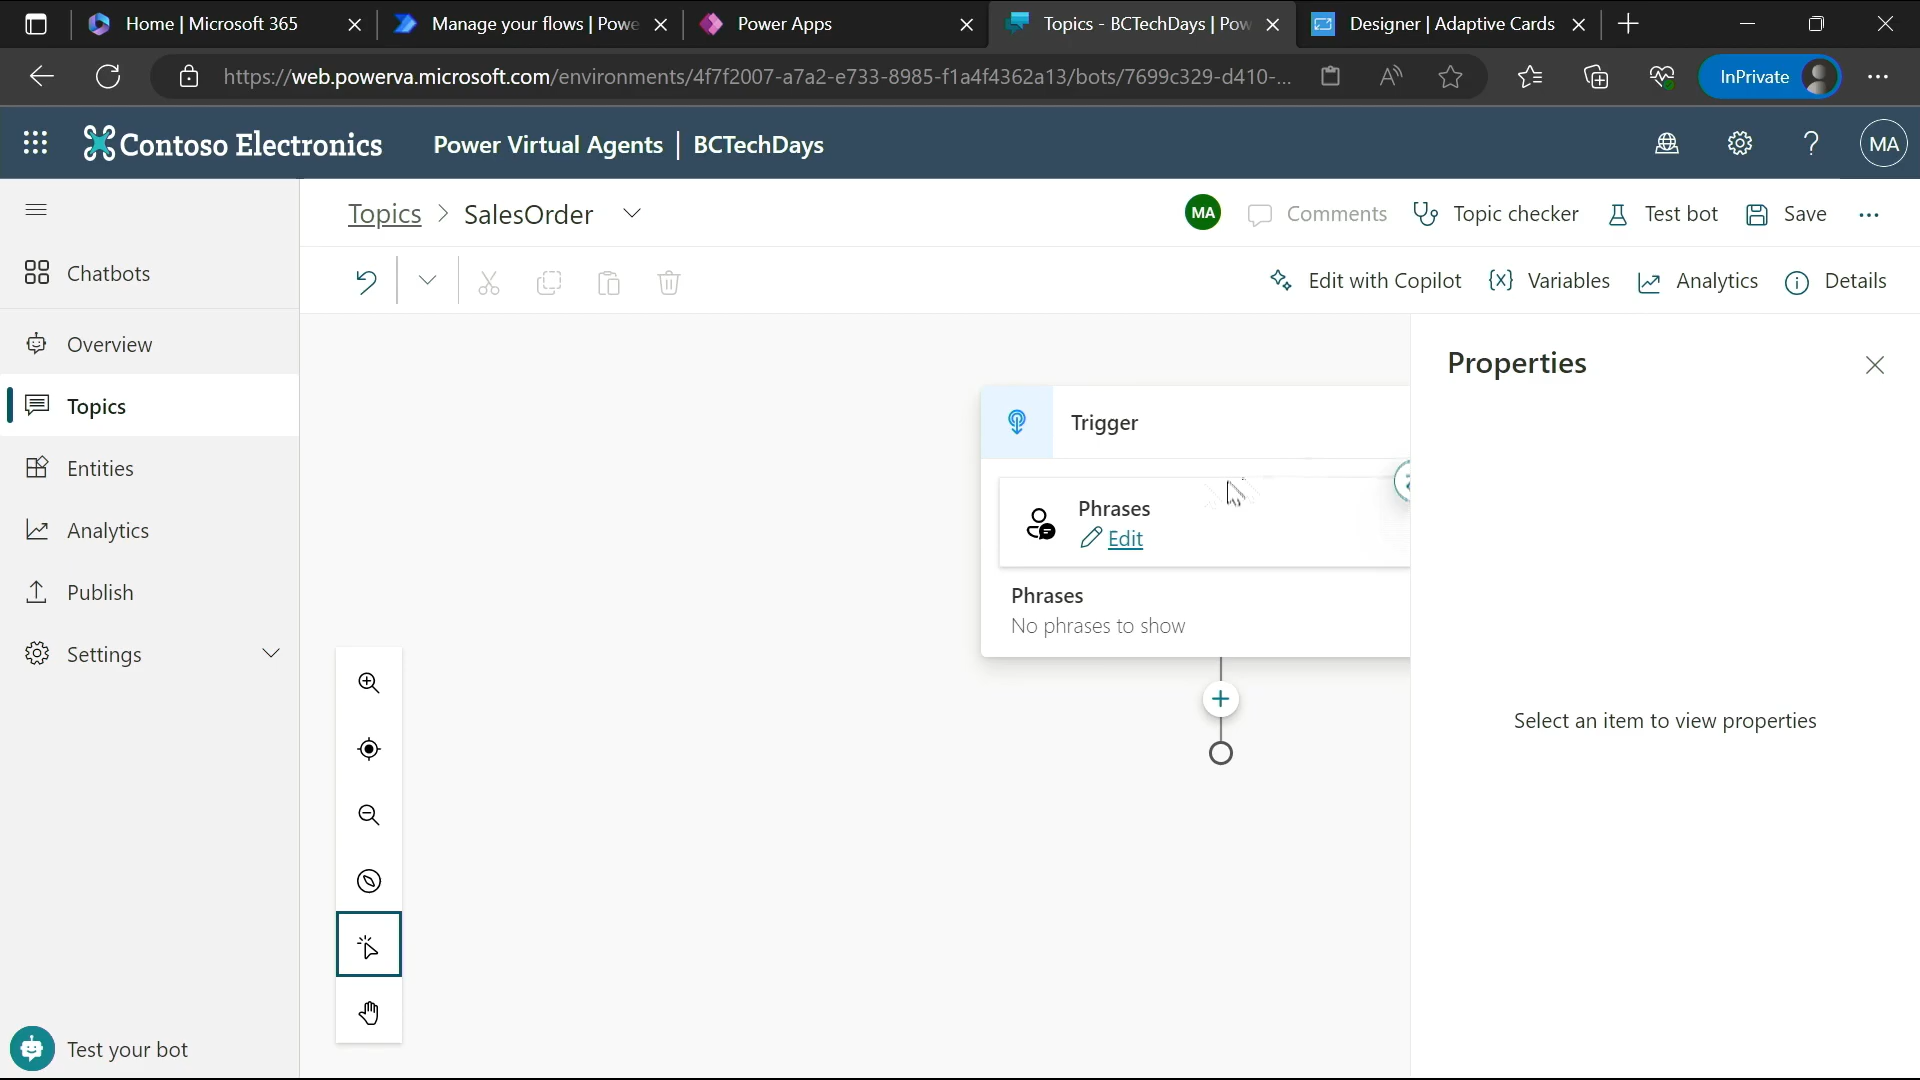 Home | Microsoft 365
Manage your flows | Powe
Power Apps
Topics - BCTechDays | Pow
Designer | Adaptive Cards
https://web.powerva.microsoft.com/environments/4f7f2007-a7a2-e733-8985-f1a4f4362a13/bots/7699c329-d410-...
InPrivate
Contoso Electronics
Power Virtual Agents | BCTechDays
MA
Topics > SalesOrder
MA
Comments
Topic checker
Test bot
Save
Chatbots
Edit with Copilot
{x} Variables
Analytics
Details
Overview
Topics
Entities
Analytics
Publish
Settings
Test your bot
Trigger
Phrases
Edit
Phrases
No phrases to show
Properties
Select an item to view properties